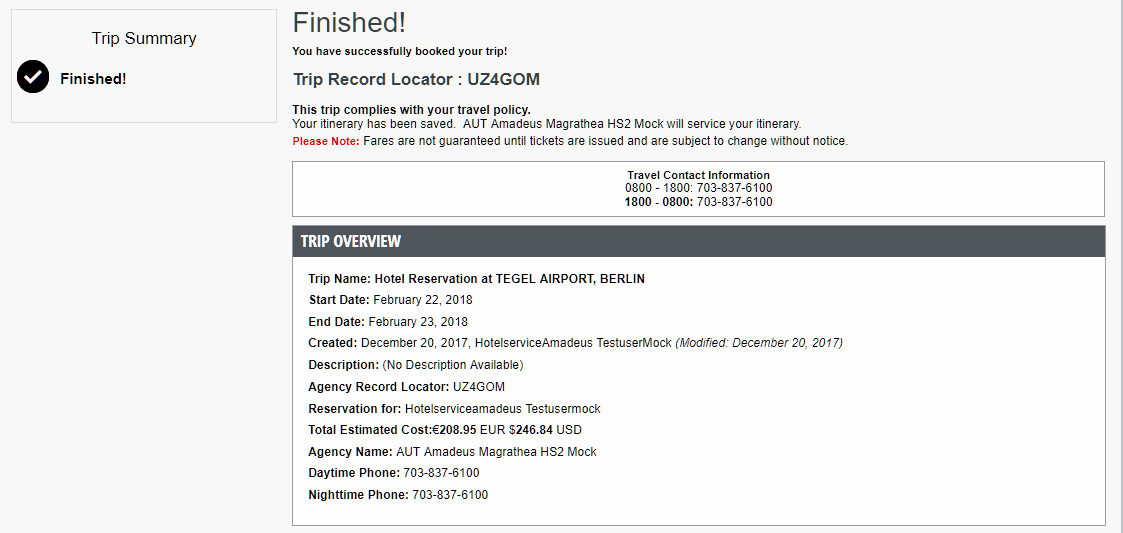 Trip Summary
Finished!
Finished!
You have successfully booked your trip!
Trip Record Locator : UZ4GOM
This trip complies with your travel policy.
Your itinerary has been saved. AUT Amadeus Magrathea HS2 Mock will service your itinerary.
Please Note: Fares are not guaranteed until tickets are issued and are subject to change without notice.
Travel Contact Information
0800 - 1800: 703-837-6100
1800 - 0800: 703-837-6100
TRIP OVERVIEW
Trip Name: Hotel Reservation at TEGEL AIRPORT, BERLIN
Start Date: February 22, 2018
End Date: February 23, 2018
Created: December 20, 2017, HotelserviceAmadeus TestuserMock (Modified: December 20, 2017)
Description: (No Description Available)
Agency Record Locator: UZ4GOM
Reservation for: Hotelserviceamadeus Testusermock
Total Estimated Cost:€208.95 EUR $246.84 USD
Agency Name: AUT Amadeus Magrathea HS2 Mock
Daytime Phone: 703-837-6100
Nighttime Phone: 703-837-6100